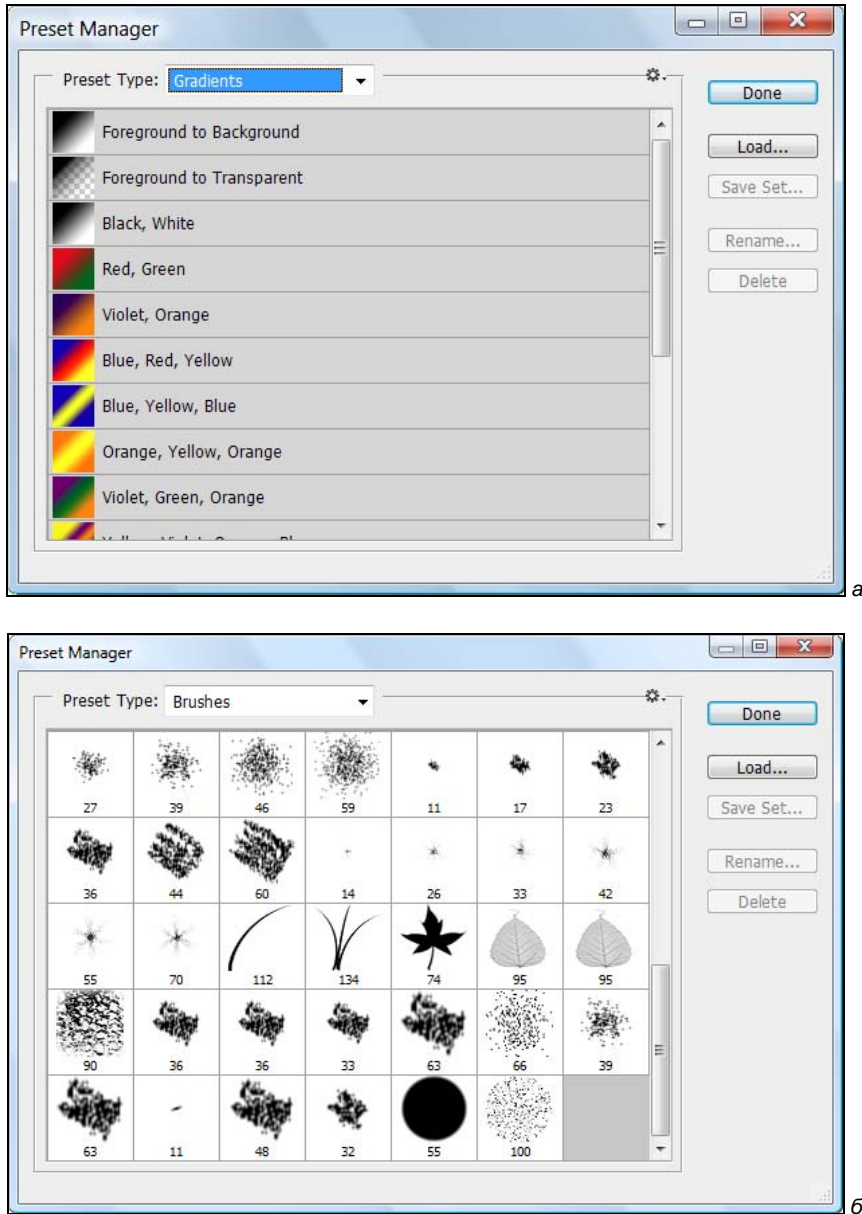 Preset Manager
Preset Type: Gradients
Done
Foreground to Background
Load...
Foreground to Transparent
Save Set...
Black, White
Rename...
Red, Green
Delete
Violet, Orange
Blue, Red, Yellow
Blue, Yellow, Blue
Orange, Yellow, Orange
Violet, Green, Orange
а
Preset Manager
Preset Type: Brushes
Done
Load...
27 39 46 59 11 17 23
Save Set...
Rename...
36 44 60 14 26 33 42
Delete
55 70 112 134 74 95 95
90 36 36 33 63 66 39
63 11 48 32 55 100
б